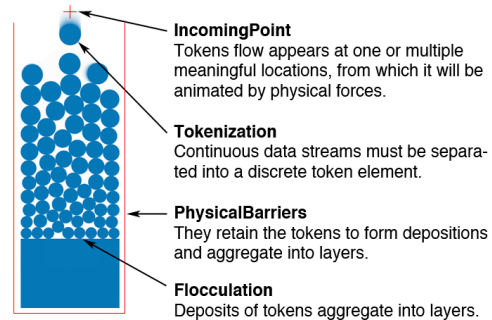 IncomingPoint
Tokens flow appears at one or multiple
meaningful locations, from which it will be
animated by physical forces.
Tokenization
Continuous data streams must be separa-
ted into a discrete token element.
PhysicalBarriers
They retain the tokens to form depositions
and aggregate into layers.
Flocculation
Deposits of tokens aggregate into layers.